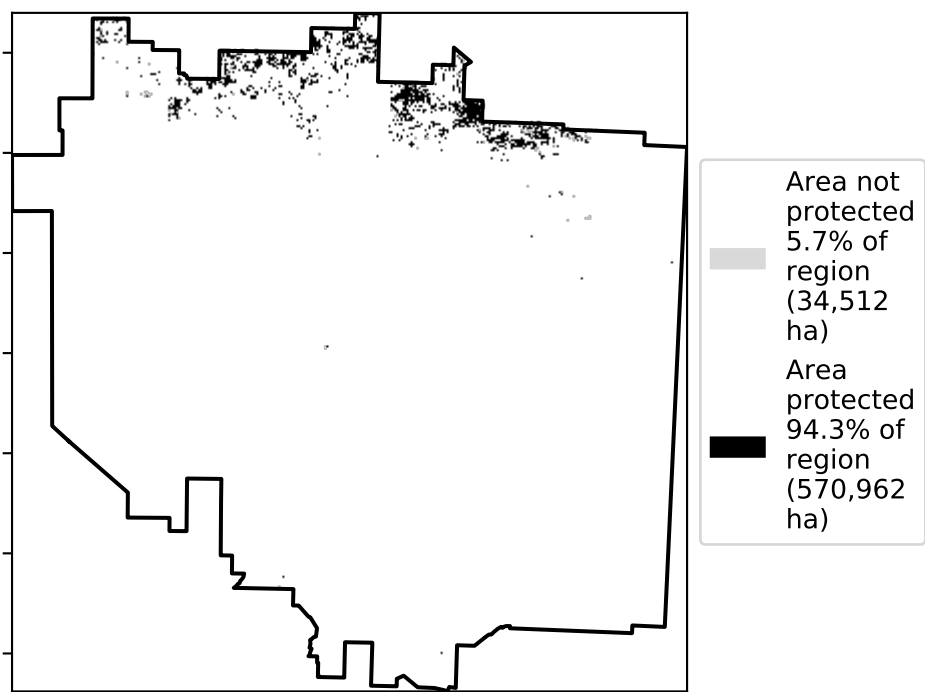 Area not
protected
5.7% of
region
(34,512
ha)
Area
protected
94.3% of
region
(570,962
ha)